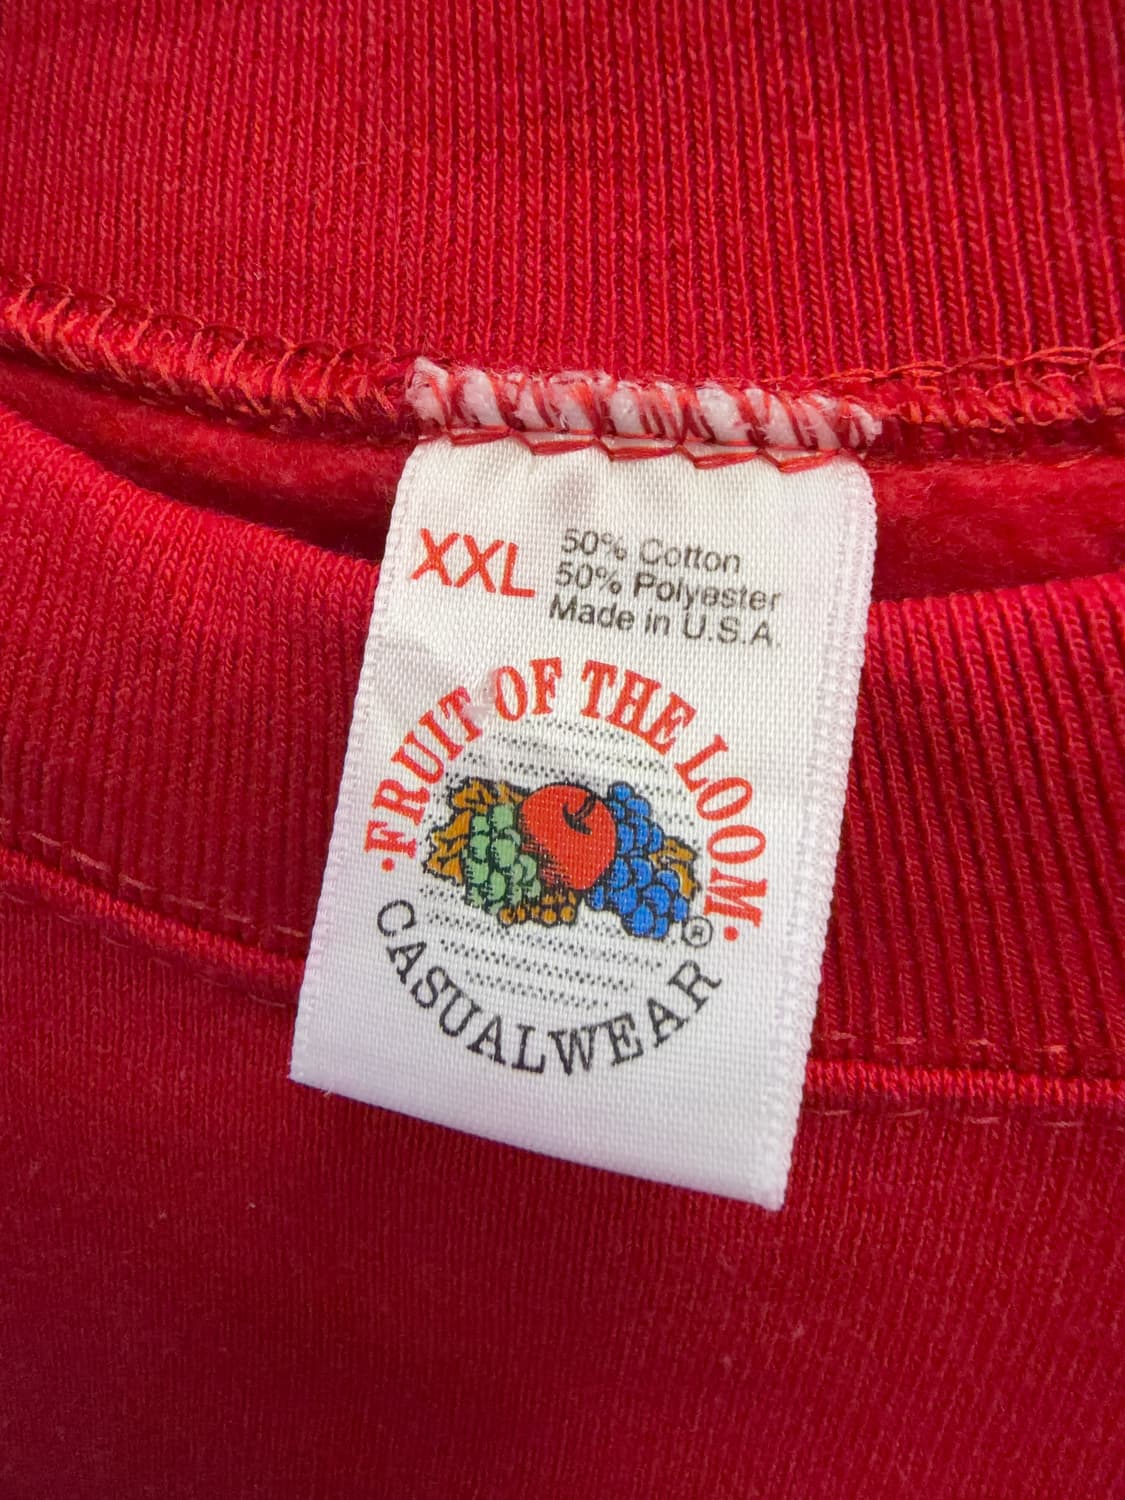 XXL
50% Cotton
50% Polyester
Made in U.S.A.
·FRUIT OF THE LOOM·
®
CASUALWEAR